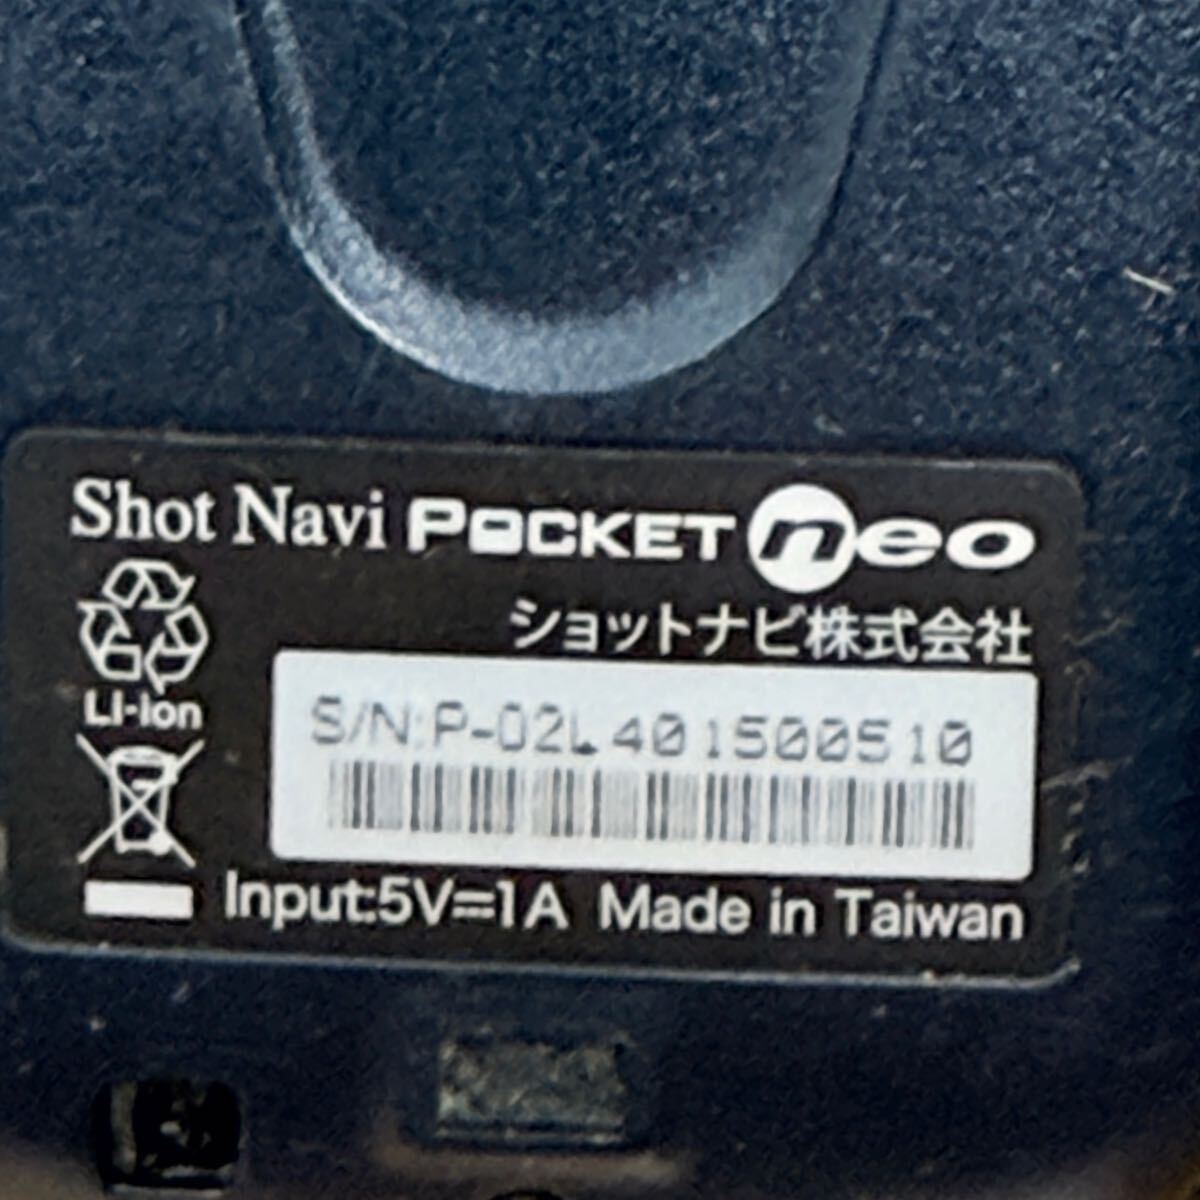 Shot Navi POCKET neo
ショットナビ株式会社
Li-ion
S/N:P-02L401500510
Input:5V=1A Made in Taiwan